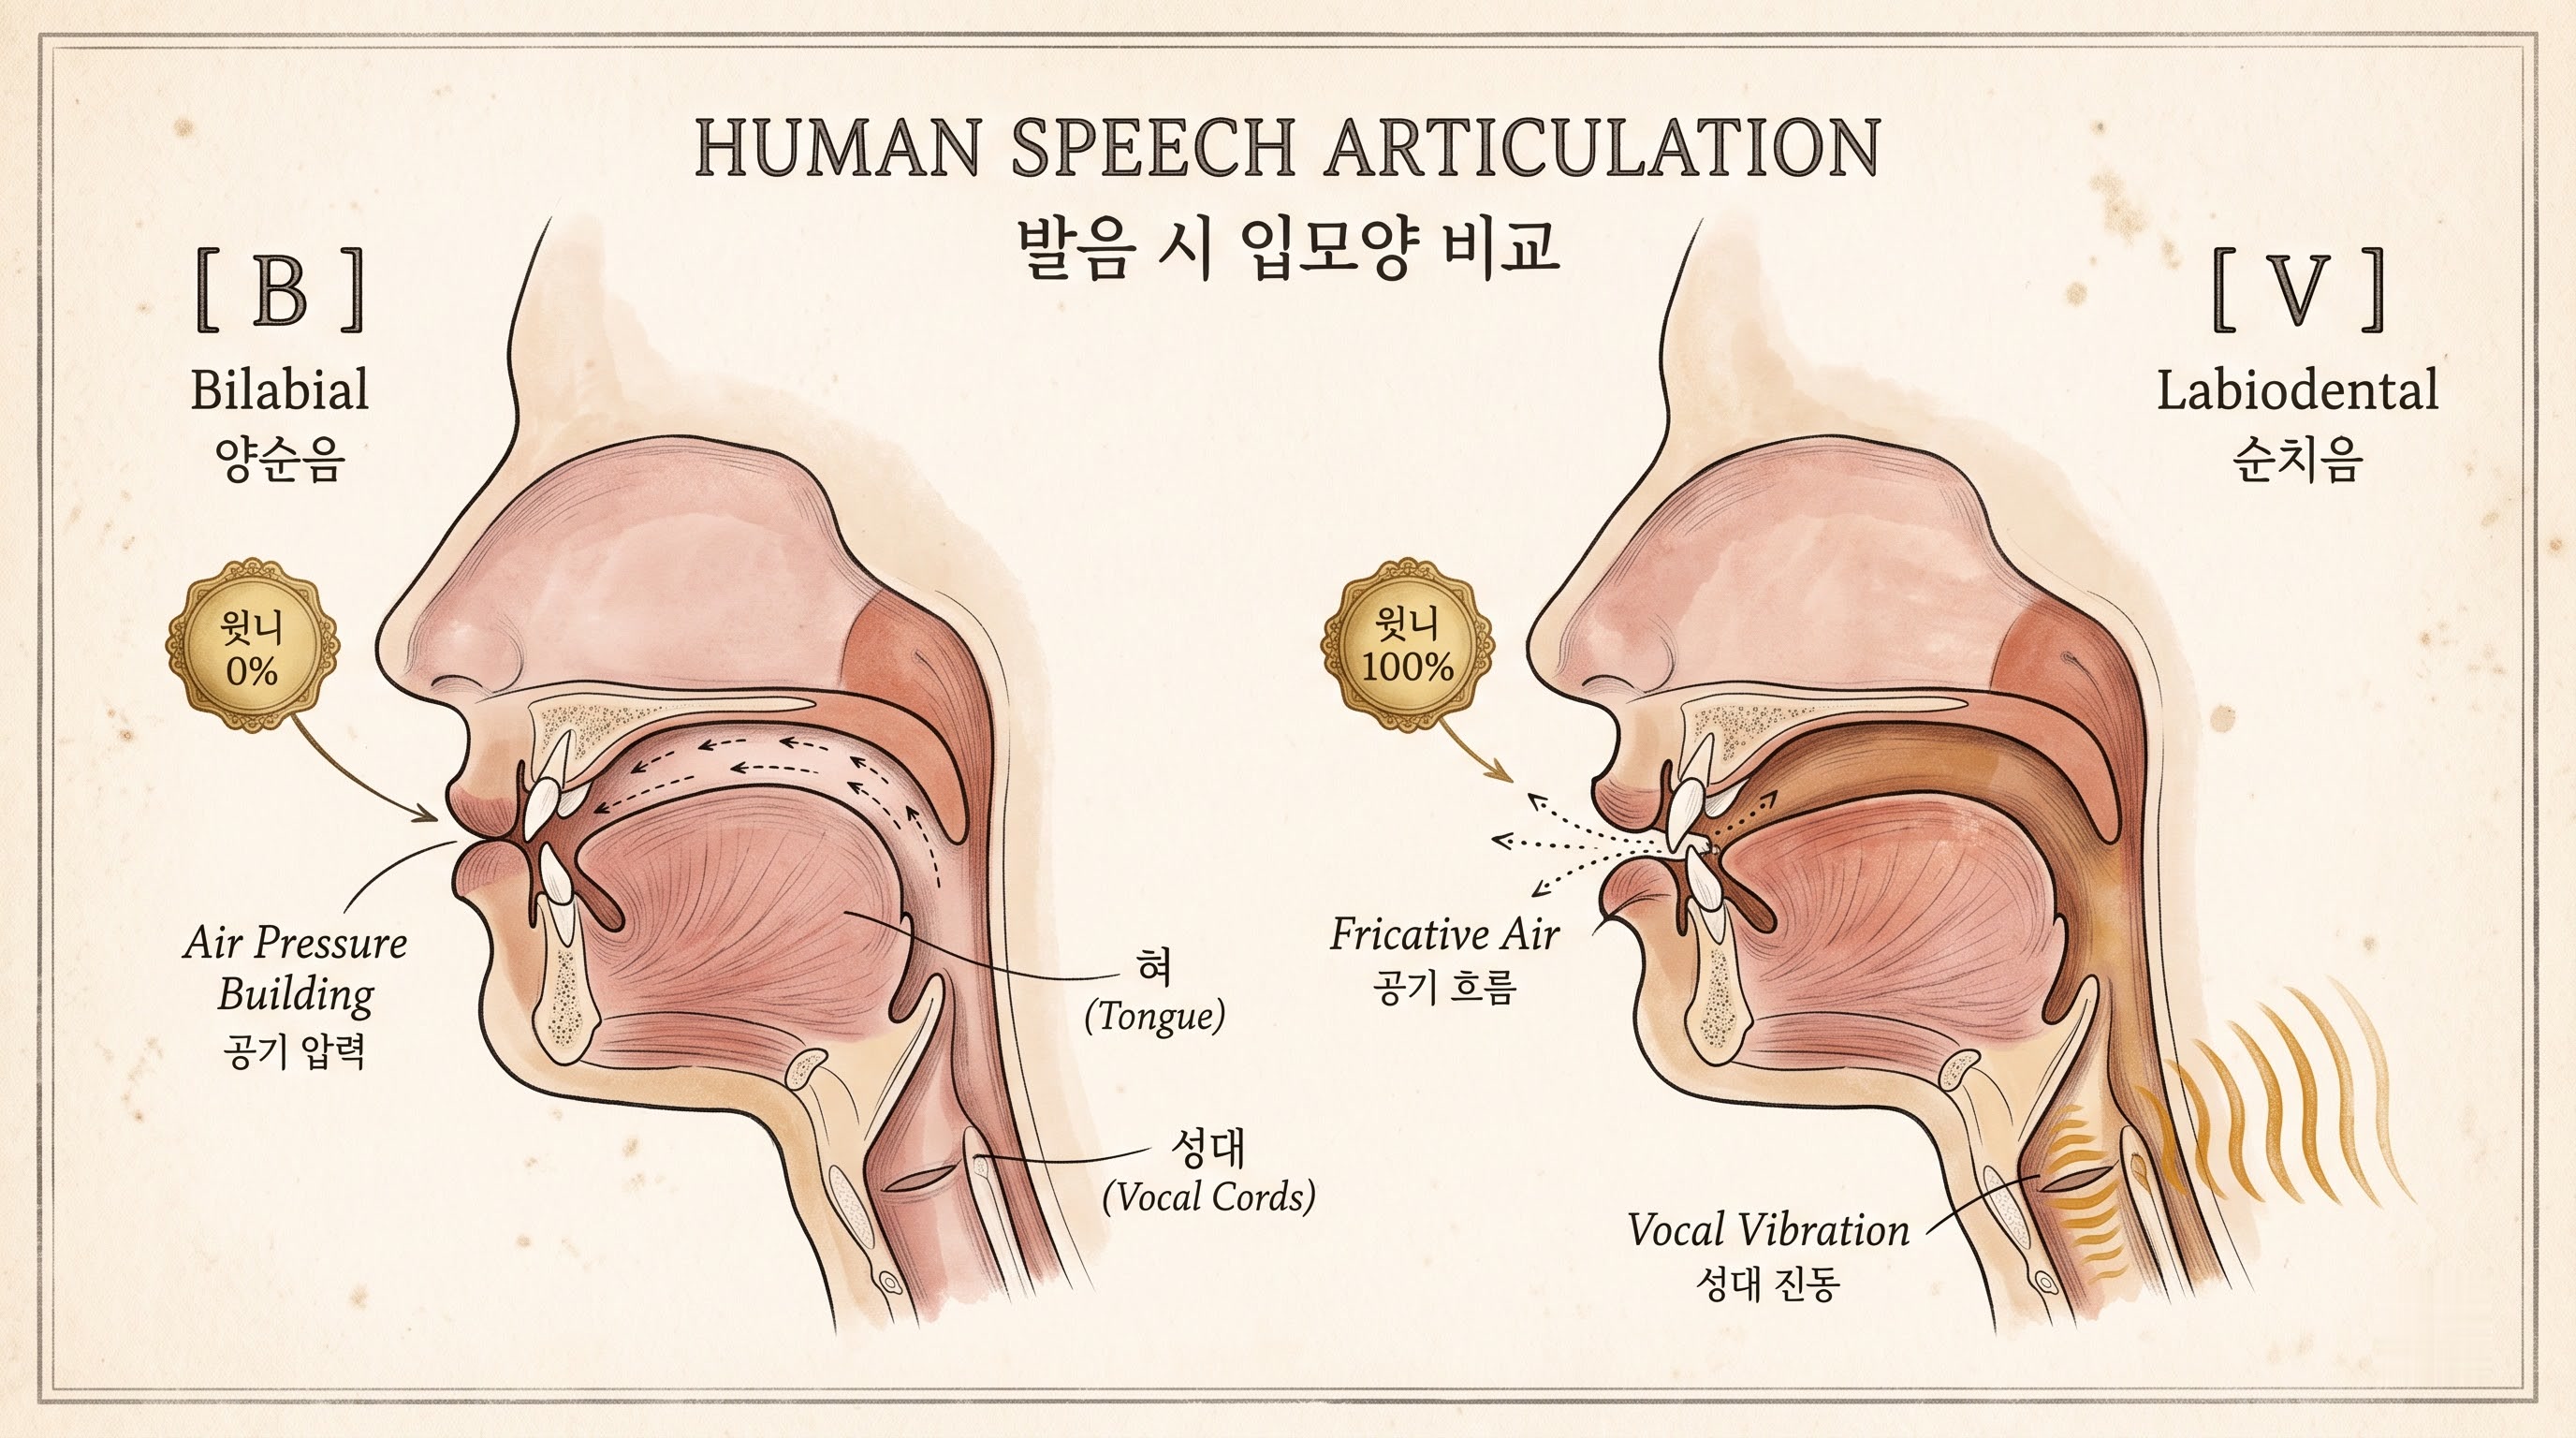 HUMAN SPEECH ARTICULATION
발음 시 입모양 비교
[ B ]
Bilabial
양순음
윗니
0%
Air Pressure
Building
공기 압력
혀
(Tongue)
성대
(Vocal Cords)
[ V ]
Labiodental
순치음
윗니
100%
Fricative Air
공기 흐름
Vocal Vibration
성대 진동